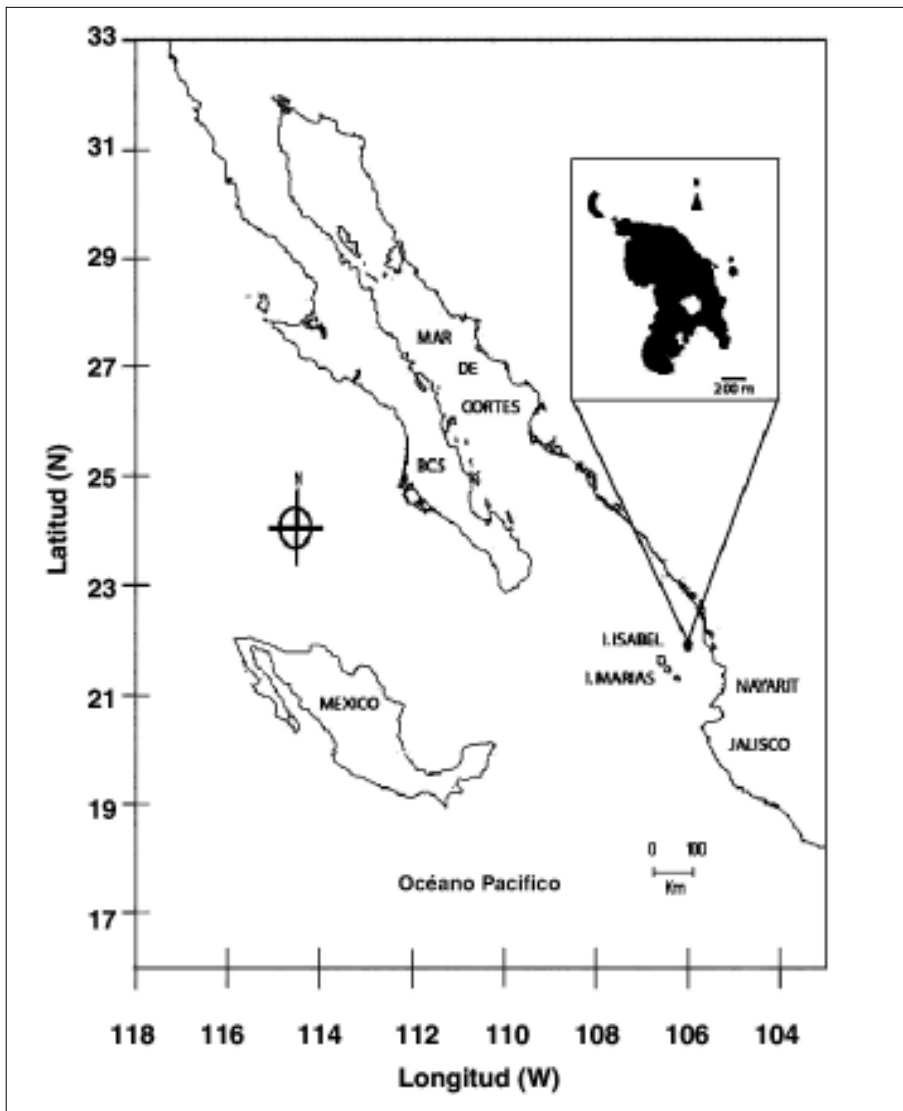 33
31
29
27
25
23
21
19
17
Latitud (N)
MAR
DE
CORTES
BCS
N
200 m
I. ISABEL
I. MARIAS
NAYARIT
JALISCO
MEXICO
0 100
Km
Océano Pacifico
118 116 114 112 110 108 106 104
Longitud (W)